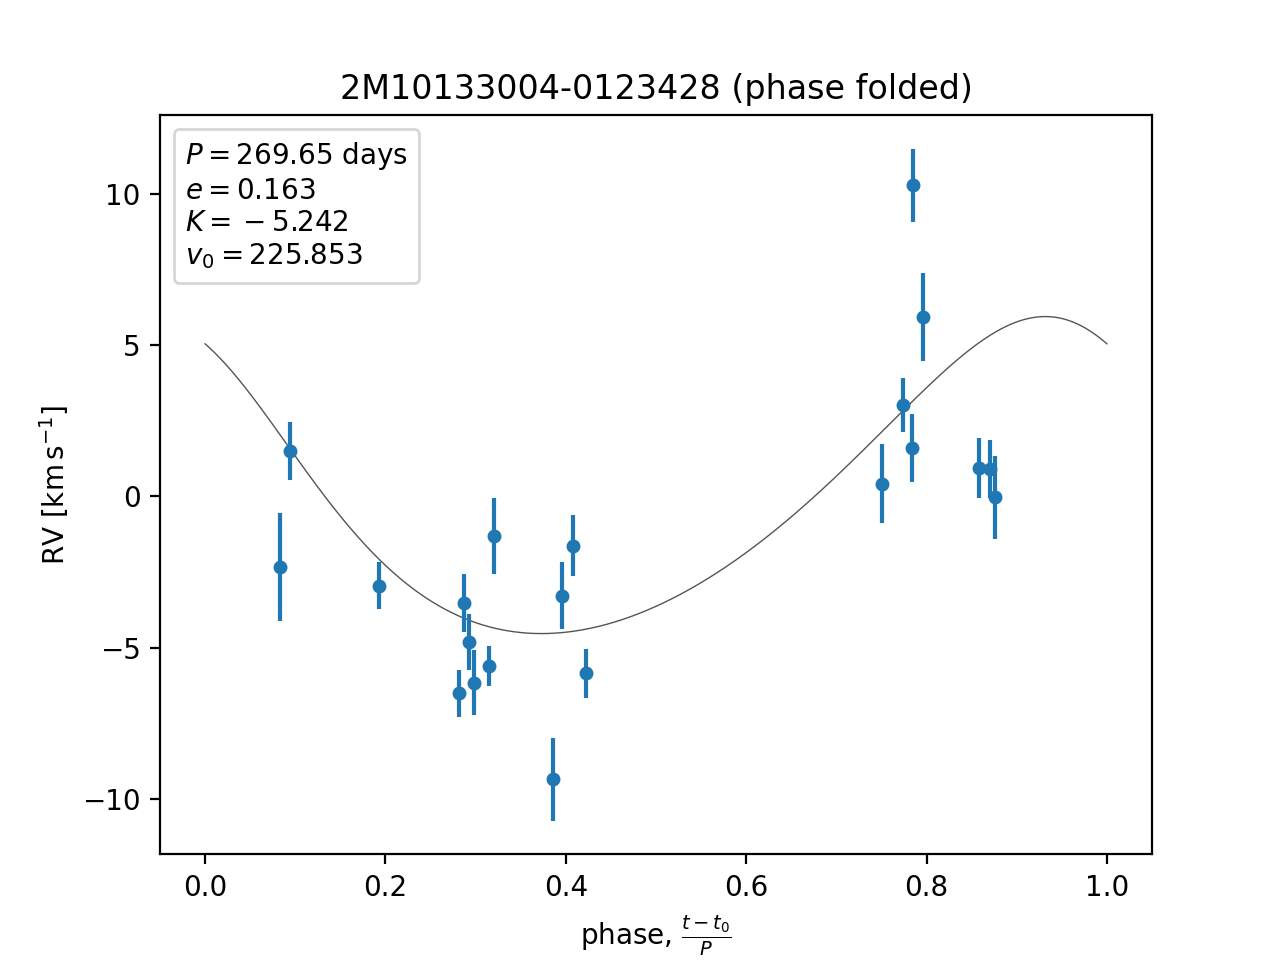 2M10133004-0123428 (phase folded)
P = 269.65 days
e = 0.163
K = −5.242
v₀ = 225.853
10
5
0
−5
−10
RV [km s⁻¹]
0.0 0.2 0.4 0.6 0.8 1.0
phase, (t − t₀)/P